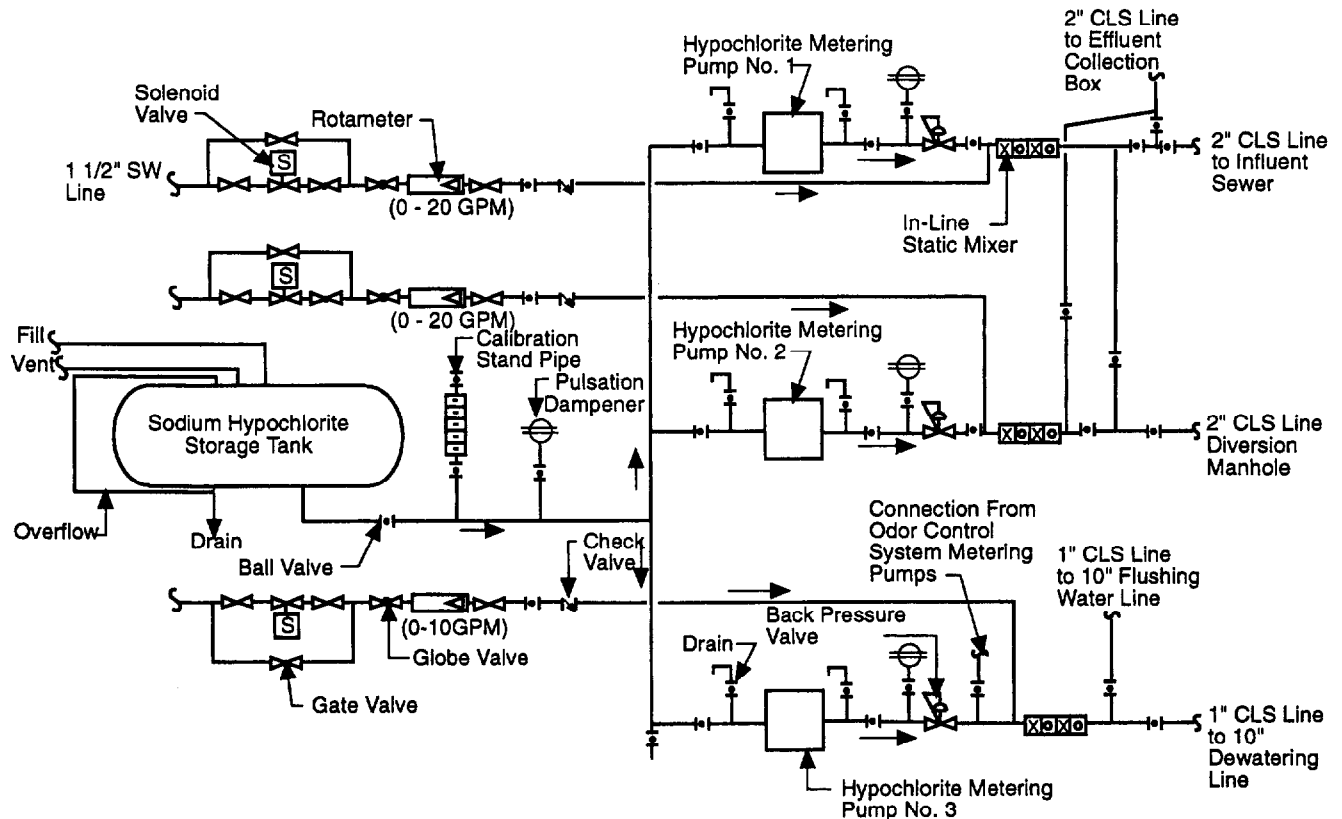 Hypochlorite Metering
Pump No. 1
2" CLS Line
to Effluent
Collection
Box
Solenoid
Valve
Rotameter
S
1 1/2" SW
Line
(0 - 20 GPM)
2" CLS Line
to Influent
Sewer
In-Line
Static Mixer
S
(0 - 20 GPM)
Fill
Vent
Calibration
Stand Pipe
Pulsation
Dampener
Hypochlorite Metering
Pump No. 2
Sodium Hypochlorite
Storage Tank
2" CLS Line
Diversion
Manhole
Overflow
Drain
Ball Valve
Check
Valve
Connection From
Odor Control
System Metering
Pumps
1" CLS Line
to 10" Flushing
Water Line
S
(0-10GPM)
Globe Valve
Gate Valve
Back Pressure
Valve
Drain
1" CLS Line
to 10"
Dewatering
Line
Hypochlorite Metering
Pump No. 3